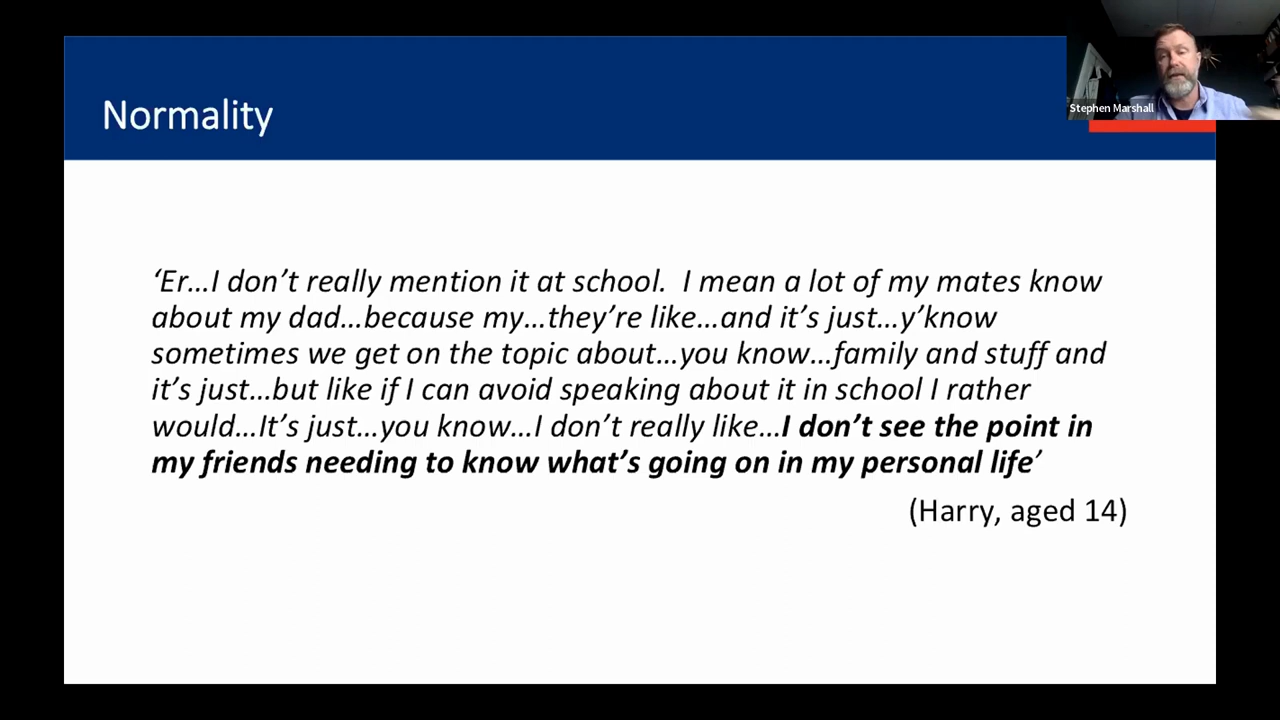 Normality
Stephen Marshall
‘Er…I don’t really mention it at school.  I mean a lot of my mates know
about my dad…because my…they’re like…and it’s just…y’know
sometimes we get on the topic about…you know…family and stuff and
it’s just…but like if I can avoid speaking about it in school I rather
would…It’s just…you know…I don’t really like…I don’t see the point in
my friends needing to know what’s going on in my personal life’
(Harry, aged 14)